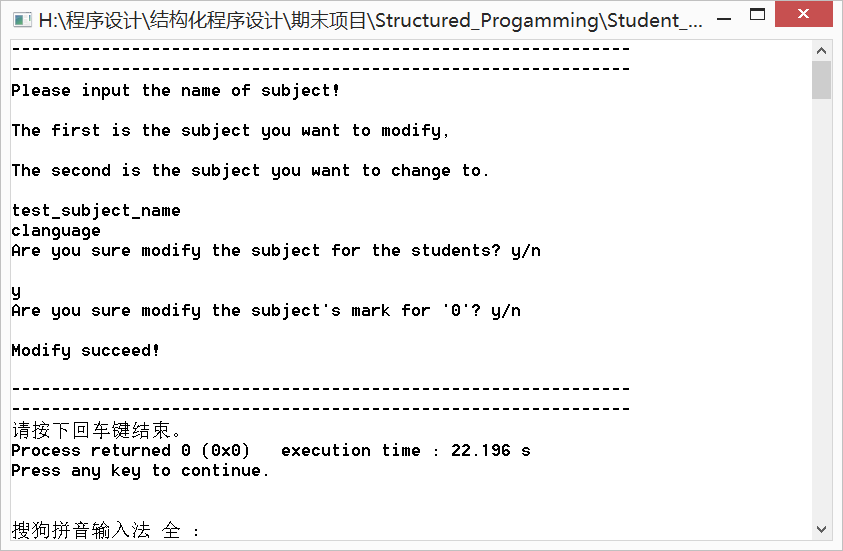 H:\程序设计\结构化程序设计\期末项目\Structured_Progamming\Student_...
---------------------------------------------------------------
---------------------------------------------------------------
Please input the name of subject!
The first is the subject you want to modify,
The second is the subject you want to change to.
test_subject_name
clanguage
Are you sure modify the subject for the students? y/n
y
Are you sure modify the subject's mark for '0'? y/n
Modify succeed!
---------------------------------------------------------------
---------------------------------------------------------------
请按下回车键结束。
Process returned 0 (0x0)   execution time : 22.196 s
Press any key to continue.
搜狗拼音输入法 全 :